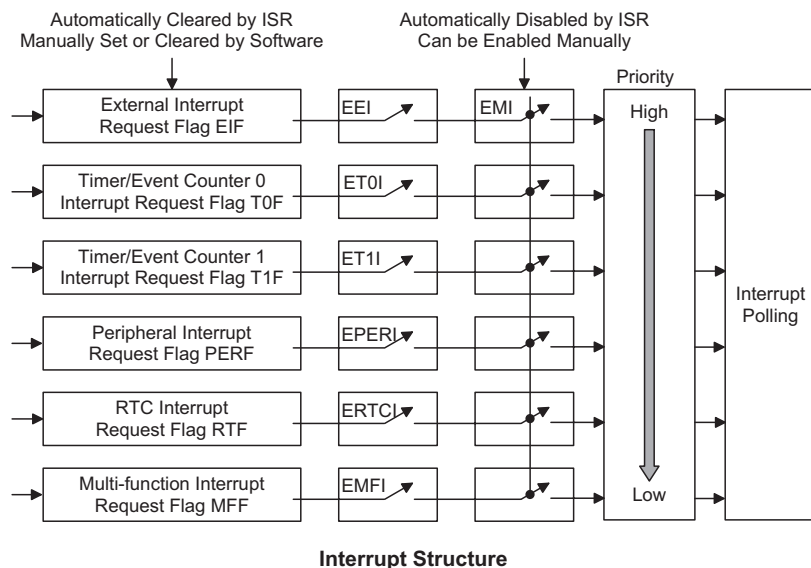 Automatically Cleared by ISR
Manually Set or Cleared by Software
Automatically Disabled by ISR
Can be Enabled Manually
Priority
External Interrupt
Request Flag EIF
EEI
EMI
High
Timer/Event Counter 0
Interrupt Request Flag T0F
ET0I
Timer/Event Counter 1
Interrupt Request Flag T1F
ET1I
Interrupt
Polling
Peripheral Interrupt
Request Flag PERF
EPERI
RTC Interrupt
Request Flag RTF
ERTCI
Multi-function Interrupt
Request Flag MFF
EMFI
Low
Interrupt Structure